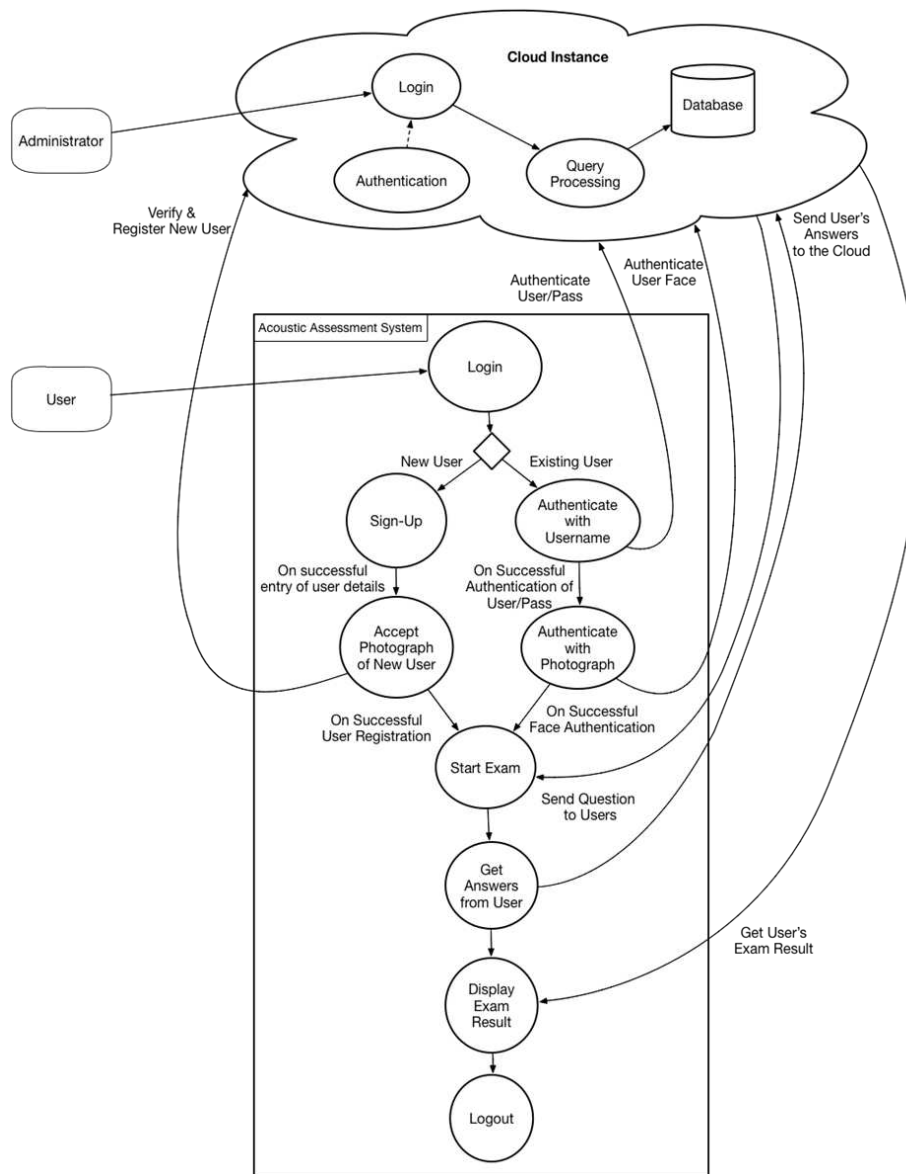 Cloud Instance
Login
Database
Administrator
Authentication
Query
Processing
Verify &
Register New User
Send User's
Answers
to the Cloud
Authenticate
User/Pass
Authenticate
User Face
Acoustic Assessment System
Login
User
New User
Existing User
Sign-Up
Authenticate
with
Username
On successful
entry of user details
On Successful
Authentication of
User/Pass
Accept
Photograph
of New User
Authenticate
with
Photograph
On Successful
User Registration
On Successful
Face Authentication
Start Exam
Send Question
to Users
Get
Answers
from User
Get User's
Exam Result
Display
Exam
Result
Logout